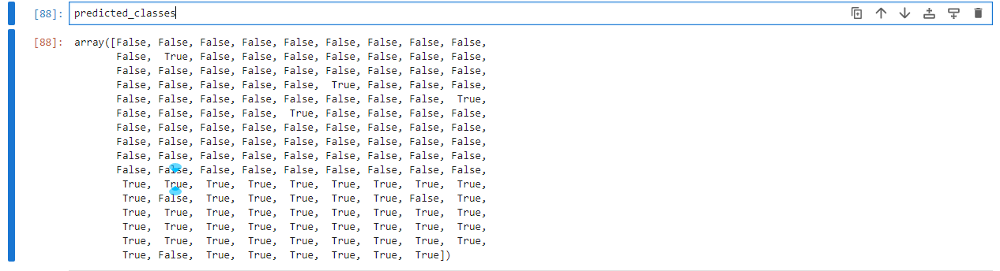 [88]: predicted_classes
[88]: array([False, False, False, False, False, False, False, False, False,
False, True, False, False, False, False, False, False, False,
False, False, False, False, False, False, False, False, False,
False, False, False, False, False, True, False, False, False,
False, False, False, False, False, False, False, False, True,
False, False, False, False, True, False, False, False, False,
False, False, False, False, False, False, False, False, False,
False, False, False, False, False, False, False, False, False,
False, False, False, False, False, False, False, False, False,
False, False, False, False, False, False, False, False, False,
True, True, True, True, True, True, True, True, True,
True, False, True, True, True, True, True, False, True,
True, True, True, True, True, True, True, True, True,
True, True, True, True, True, True, True, True, True,
True, True, True, True, True, True, True, True, True,
True, False, True, True, True, True, True, True])